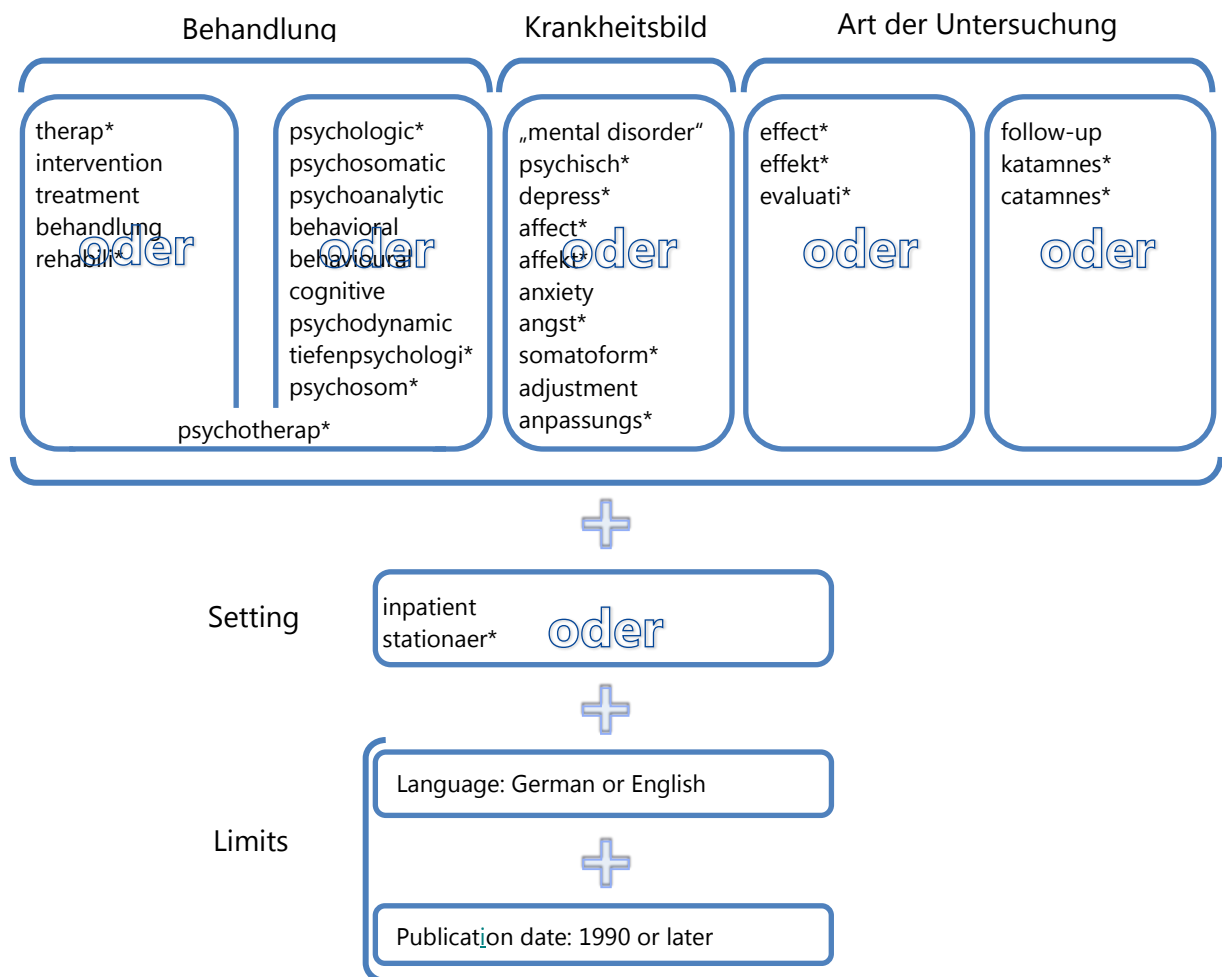 Behandlung
Krankheitsbild
Art der Untersuchung
therap*
intervention
treatment
behandlung
rehabili*
oder
psychologic*
psychosomatic
psychoanalytic
behavioral
behavioural
cognitive
psychodynamic
tiefenpsychologi*
psychosom*
oder
psychotherap*
„mental disorder“
psychisch*
depress*
affect*
affekt*
anxiety
angst*
somatoform*
adjustment
anpassungs*
oder
effect*
effekt*
evaluati*
oder
follow-up
katamnes*
catamnes*
oder
+
Setting
inpatient
stationaer*
oder
+
Limits
Language: German or English
+
Publication date: 1990 or later